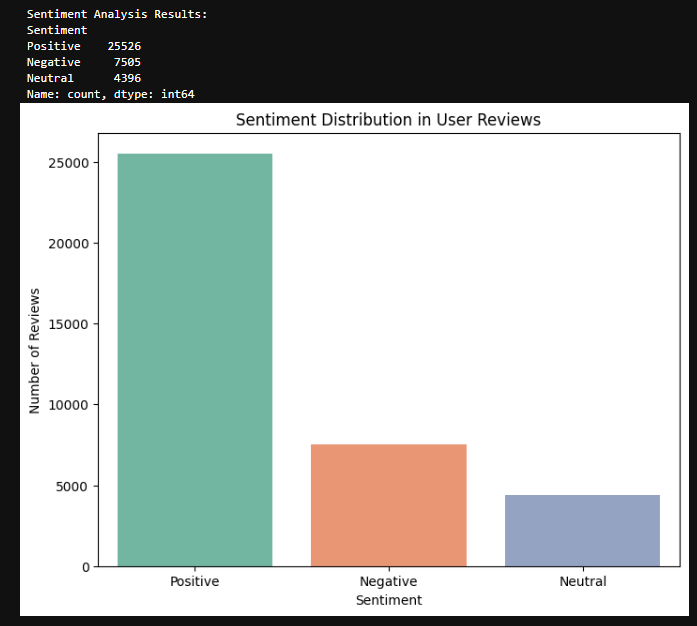 Sentiment Analysis Results:
Sentiment
Positive    25526
Negative     7505
Neutral      4396
Name: count, dtype: int64
Sentiment Distribution in User Reviews
Number of Reviews
25000
20000
15000
10000
5000
0
Positive
Negative
Neutral
Sentiment